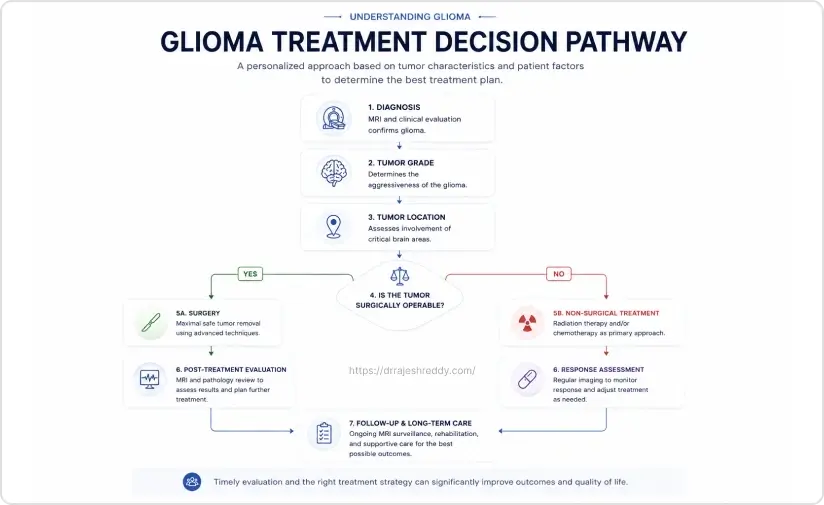 UNDERSTANDING GLIOMA
GLIOMA TREATMENT DECISION PATHWAY
A personalized approach based on tumor characteristics and patient factors
to determine the best treatment plan.
1. DIAGNOSIS
MRI and clinical evaluation
confirms glioma.
2. TUMOR GRADE
Determines the
aggressiveness of the glioma.
3. TUMOR LOCATION
Assesses involvement of
critical brain areas.
4. IS THE TUMOR
SURGICALLY OPERABLE?
YES
NO
5A. SURGERY
Maximal safe tumor removal
using advanced techniques.
5B. NON-SURGICAL TREATMENT
Radiation therapy and/or
chemotherapy as primary approach.
6. POST-TREATMENT EVALUATION
MRI and pathology review to
assess results and plan further
treatment.
https://drrajeshreddy.com/
6. RESPONSE ASSESSMENT
Regular imaging to monitor
response and adjust treatment
as needed.
7. FOLLOW-UP & LONG-TERM CARE
Ongoing MRI surveillance, rehabilitation,
and supportive care for the best
possible outcomes.
Timely evaluation and the right treatment strategy can significantly improve outcomes and quality of life.